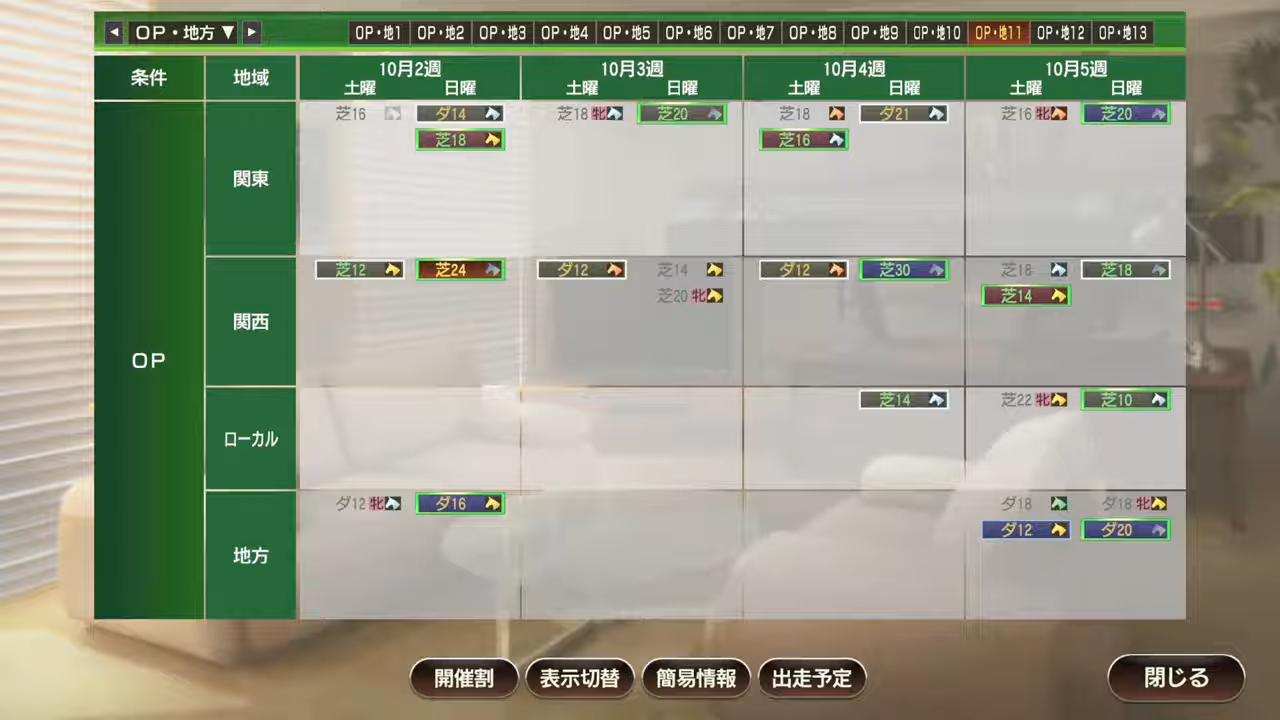 ◀ OP・地方▼ ▶ OP・地1 OP・地2 OP・地3 OP・地4 OP・地5 OP・地6 OP・地7 OP・地8 OP・地9 OP・地10 OP・地11 OP・地12 OP・地13
条件 地域 10月2週 10月3週 10月4週 10月5週
土曜 日曜 土曜 日曜 土曜 日曜 土曜 日曜
OP
関東
芝16 ダ14 芝18牝 芝20 芝18 ダ21 芝16牝 芝20
芝18 芝16
関西
芝12 芝24 ダ12 芝14 ダ12 芝30 芝18 芝18
芝20牝 芝14
ローカル
芝14 芝22牝 芝10
地方
ダ12牝 ダ16 ダ18 ダ18牝
ダ12 ダ20
開催割 表示切替 簡易情報 出走予定 閉じる